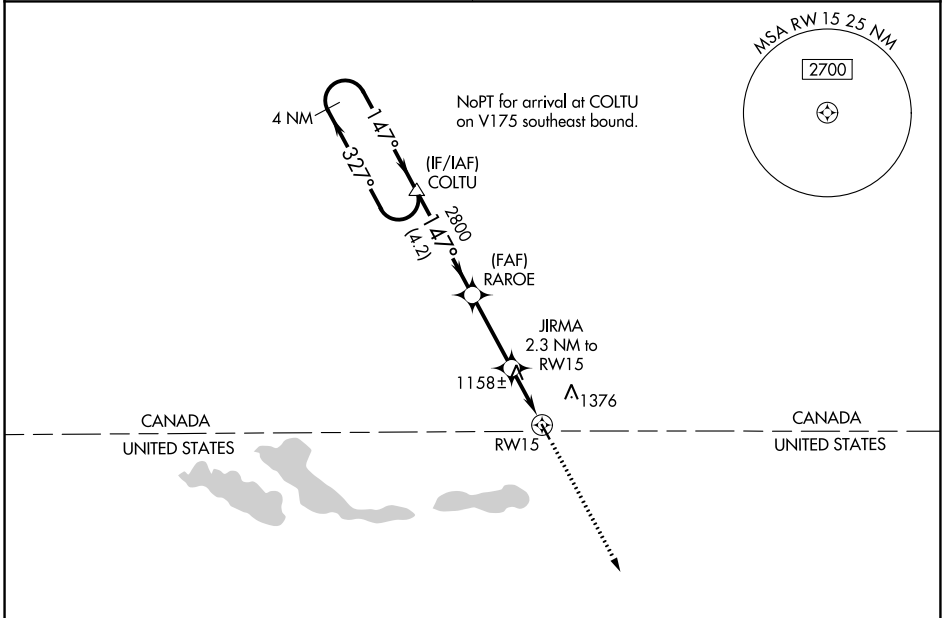 MSA RW 15 25 NM
2700
NoPT for arrival at COLTU
on V175 southeast bound.
4 NM
147°
327°
(IF/IAF)
COLTU
2800
147°
(4.2)
(FAF)
RAROE
JIRMA
2.3 NM to
RW15
1158±
1376
CANADA
UNITED STATES
RW15
CANADA
UNITED STATES